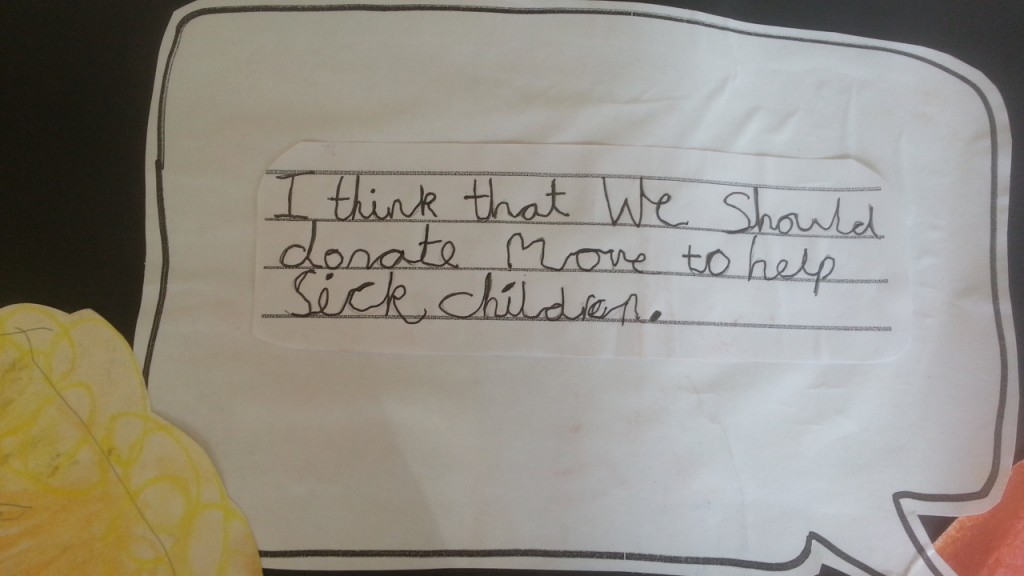 I think that We Should
donate More to help
Sick children.